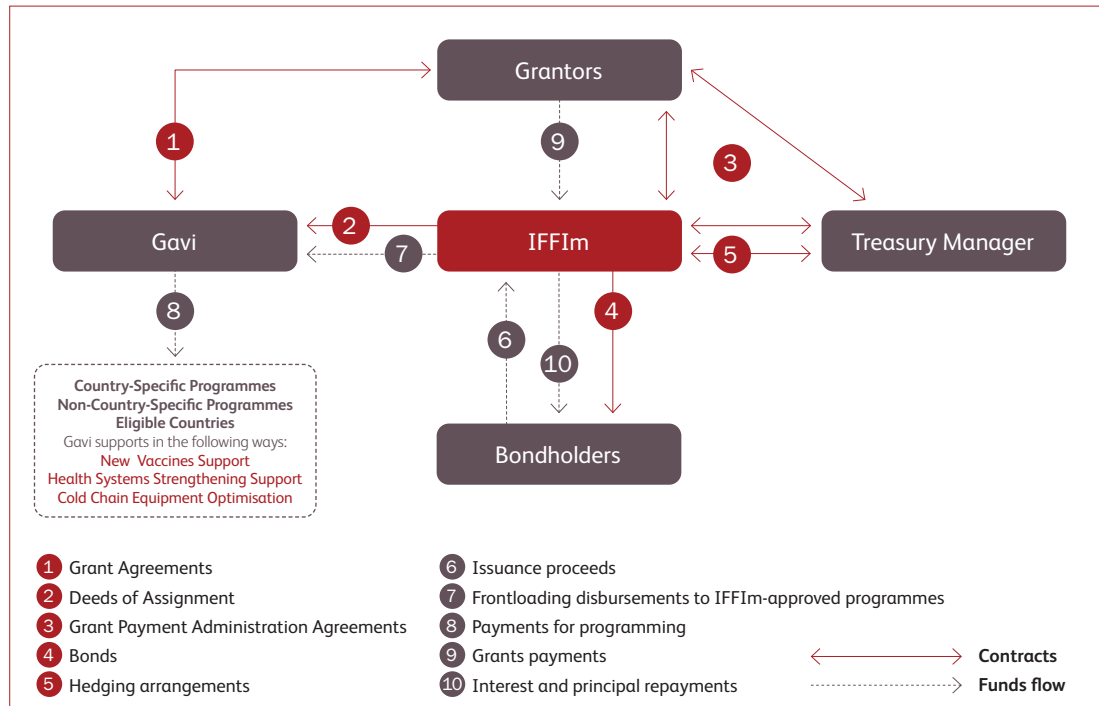 Grantors
1
9
3
Gavi
2
7
IFFIm
5
Treasury Manager
8
6
4
10
Country-Specific Programmes
Non-Country-Specific Programmes
Eligible Countries
Gavi supports in the following ways:
New Vaccines Support
Health Systems Strengthening Support
Cold Chain Equipment Optimisation
Bondholders
1 Grant Agreements
2 Deeds of Assignment
3 Grant Payment Administration Agreements
4 Bonds
5 Hedging arrangements
6 Issuance proceeds
7 Frontloading disbursements to IFFIm-approved programmes
8 Payments for programming
9 Grants payments
10 Interest and principal repayments
Contracts
Funds flow